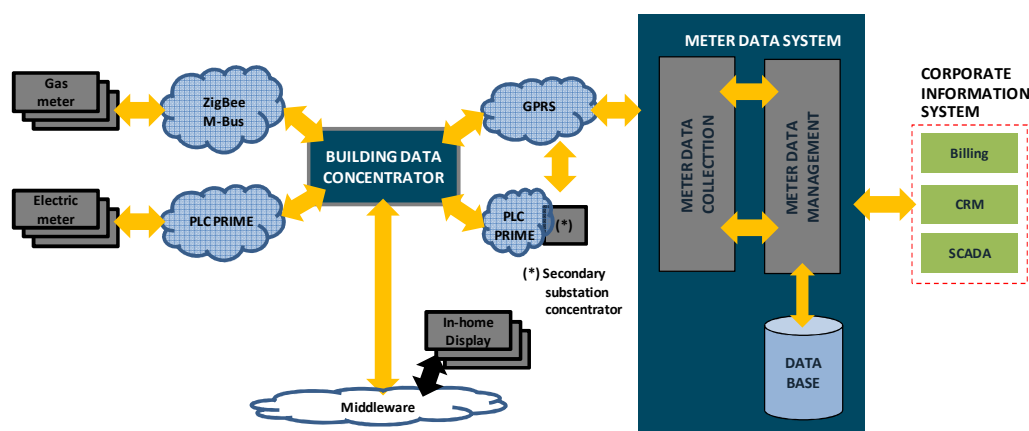 METER DATA SYSTEM
Gas
meter
ZigBee
M-Bus
GPRS
CORPORATE
INFORMATION
SYSTEM
BUILDING DATA
CONCENTRATOR
METER DATA
COLLECTTION
METER DATA
MANAGEMENT
Billing
CRM
SCADA
Electric
meter
PLC PRIME
PLC
PRIME
(*)
(*) Secondary
substation
concentrator
In-home
Display
DATA
BASE
Middleware